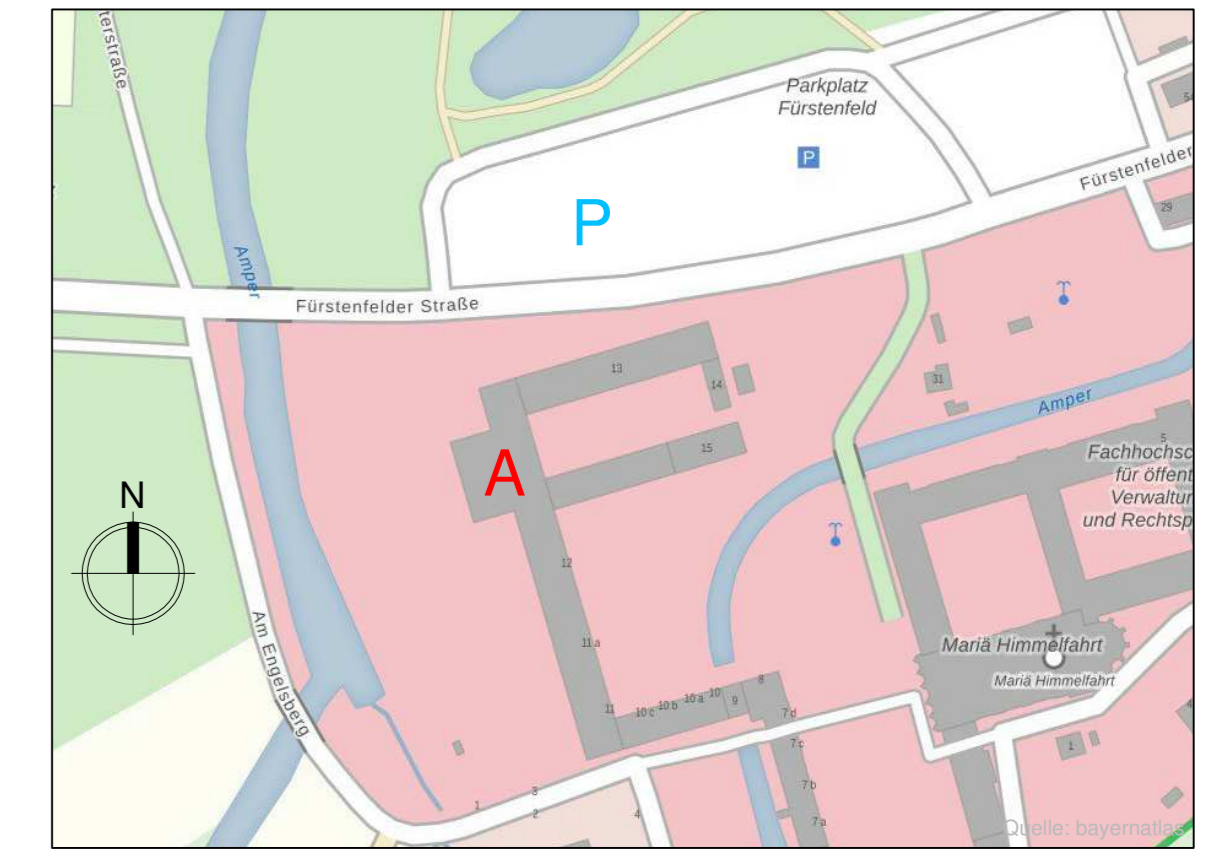 terstraße
Parkplatz
Fürstenfeld
P
P
Fürstenfelder
Amper
Fürstenfelder Straße
29
13
14
31
Amper
15
5
A
Fachhochsc
für öffent
Verwaltur
und Rechtsp
N
12
11 a
Am Engelsberg
Mariä Himmelfahrt
Mariä Himmelfahrt
8
10
10 a
9
10 b
10 c
11
7 d
7 c
1
7 b
3
1
2
4
7 a
4
Quelle: bayernatlas